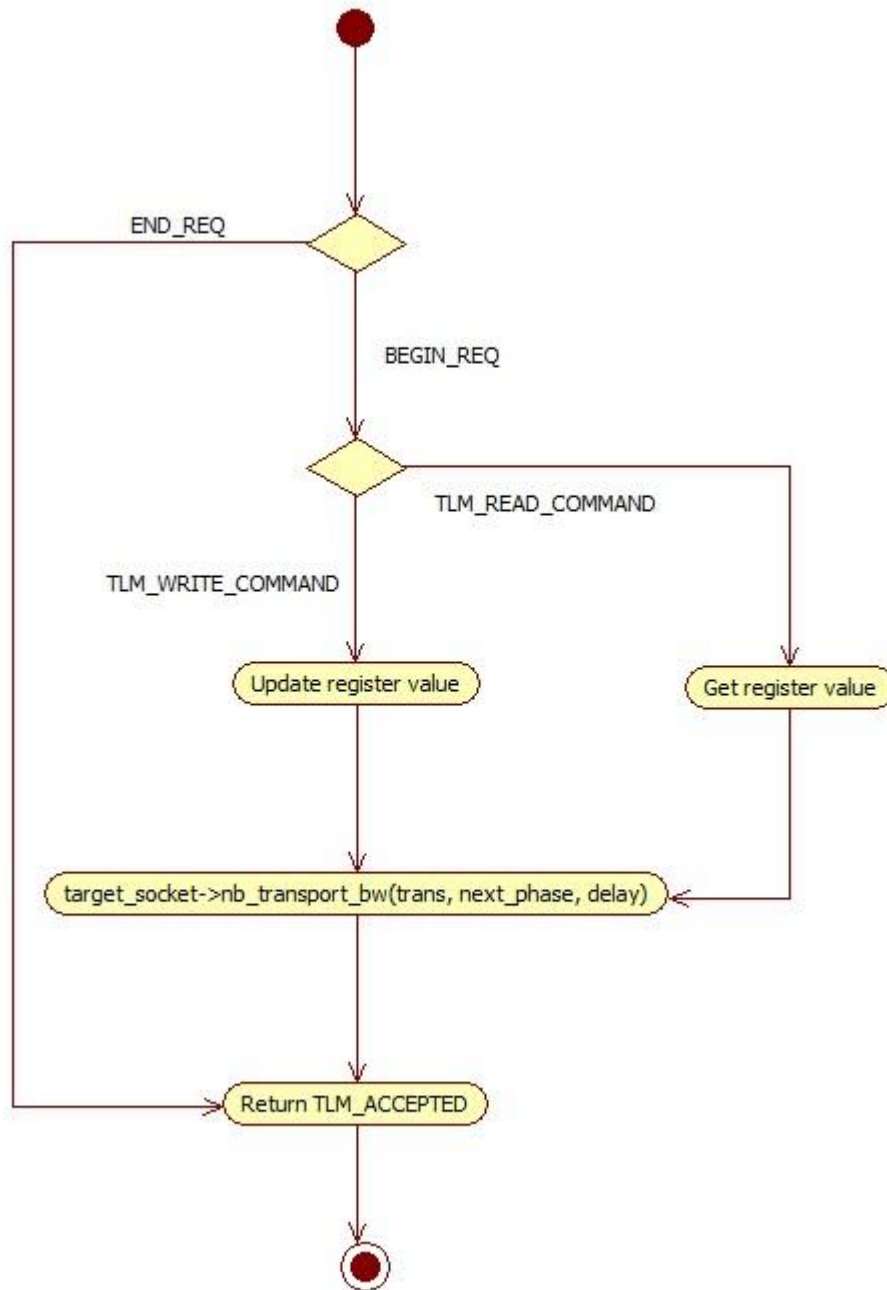 END_REQ
BEGIN_REQ
TLM_READ_COMMAND
TLM_WRITE_COMMAND
Update register value
Get register value
target_socket->nb_transport_bw(trans, next_phase, delay)
Return TLM_ACCEPTED